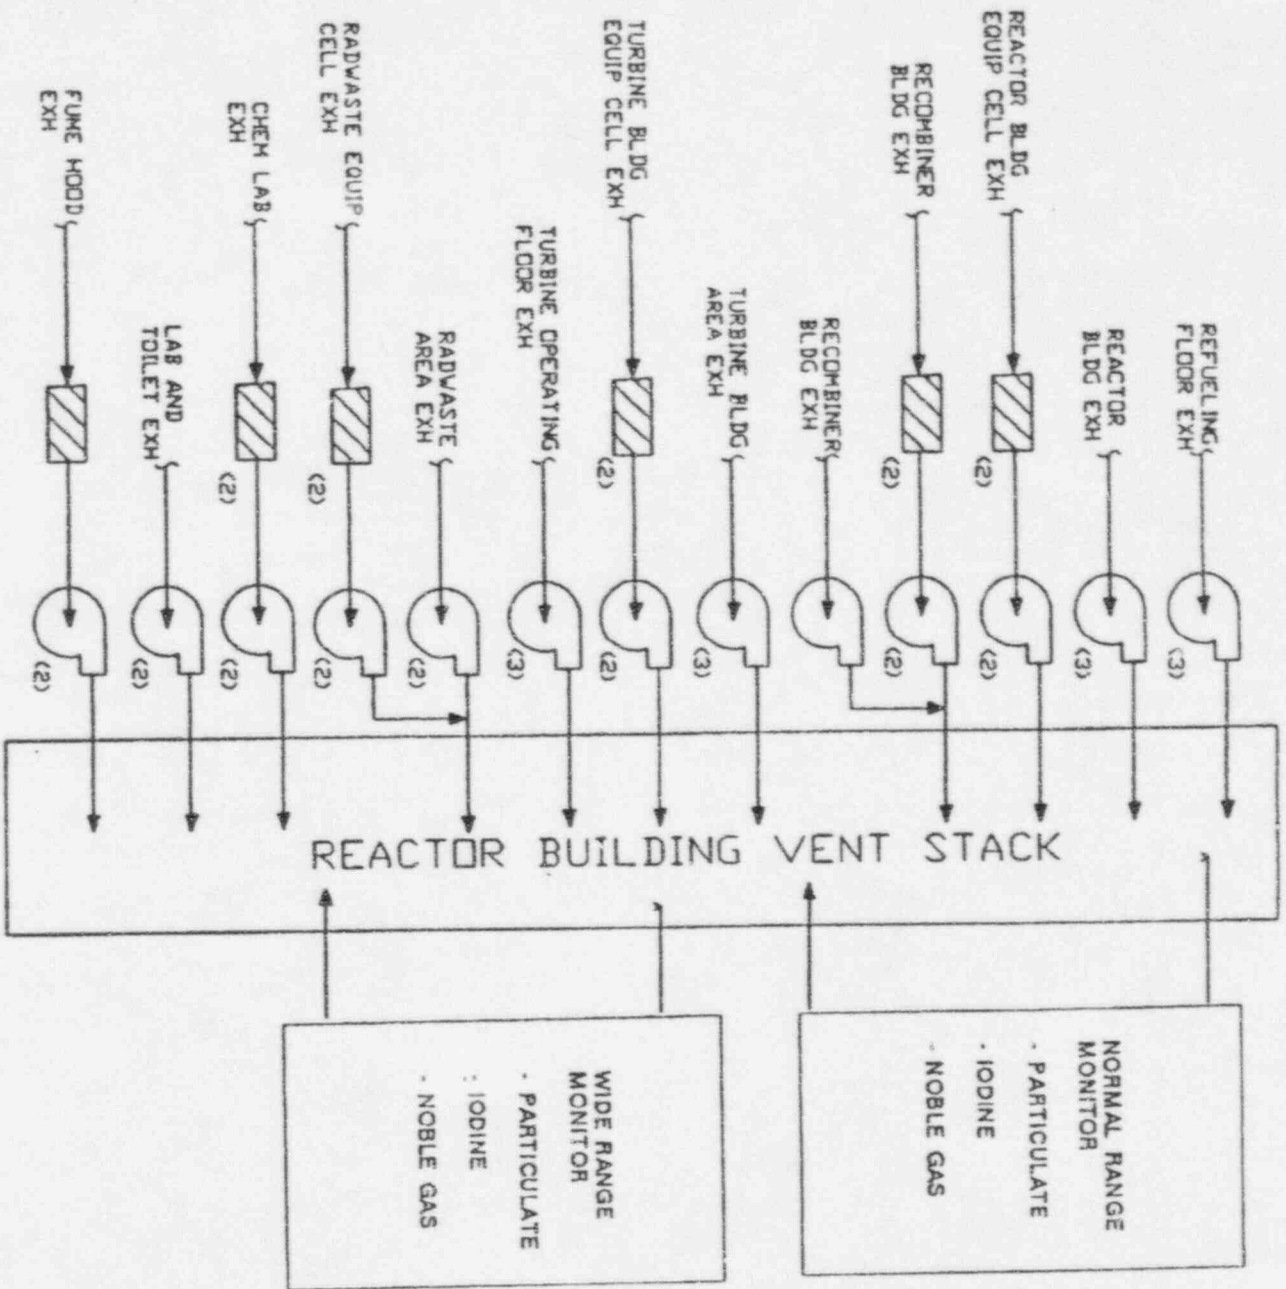 REFUELING
FLOOR EXH
(3)
REACTOR
BLDG EXH
(3)
REACTOR BLDG
EQUIP CELL EXH
(2)
(2)
RECOMBINER
BLDG EXH
(2)
(2)
RECOMBINER
BLDG EXH
TURBINE BLDG
AREA EXH
(3)
TURBINE BLDG
EQUIP CELL EXH
(2)
(2)
TURBINE OPERATING
FLOOR EXH
(3)
RADWASTE
AREA EXH
(2)
RADWASTE EQUIP
CELL EXH
(2)
(2)
CHEM LAB
EXH
(2)
(2)
LAB AND
TOILET EXH
(2)
FUME HOOD
EXH
(2)
REACTOR BUILDING VENT STACK
NORMAL RANGE
MONITOR
· PARTICULATE
· IODINE
· NOBLE GAS
WIDE RANGE
MONITOR
· PARTICULATE
: IODINE
· NOBLE GAS